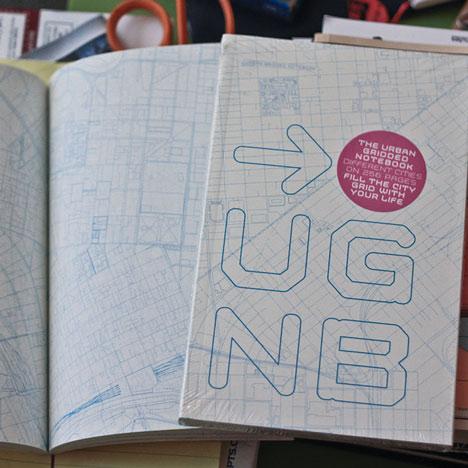 THE URBAN
GRIDDED
NOTEBOOK
DIFFERENT CITIES
ON 256 PAGES
FILL THE CITY
GRID WITH
YOUR LIFE
UG
NB